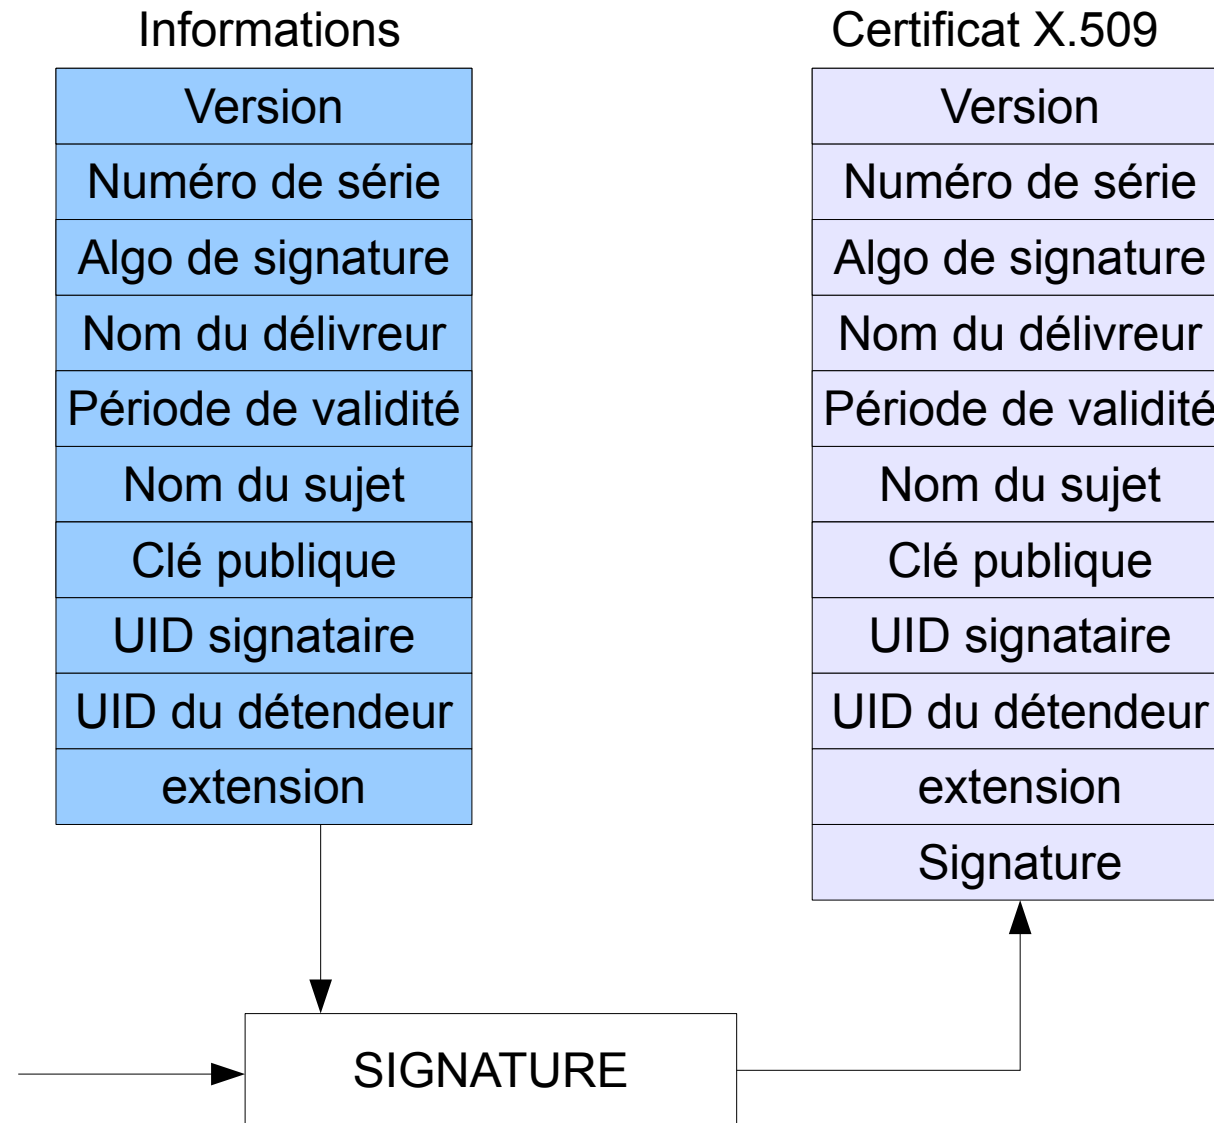 Informations
Version
Numéro de série
Algo de signature
Nom du délivreur
Période de validité
Nom du sujet
Clé publique
UID signataire
UID du détendeur
extension
Certificat X.509
Version
Numéro de série
Algo de signature
Nom du délivreur
Période de validité
Nom du sujet
Clé publique
UID signataire
UID du détendeur
extension
Signature
SIGNATURE